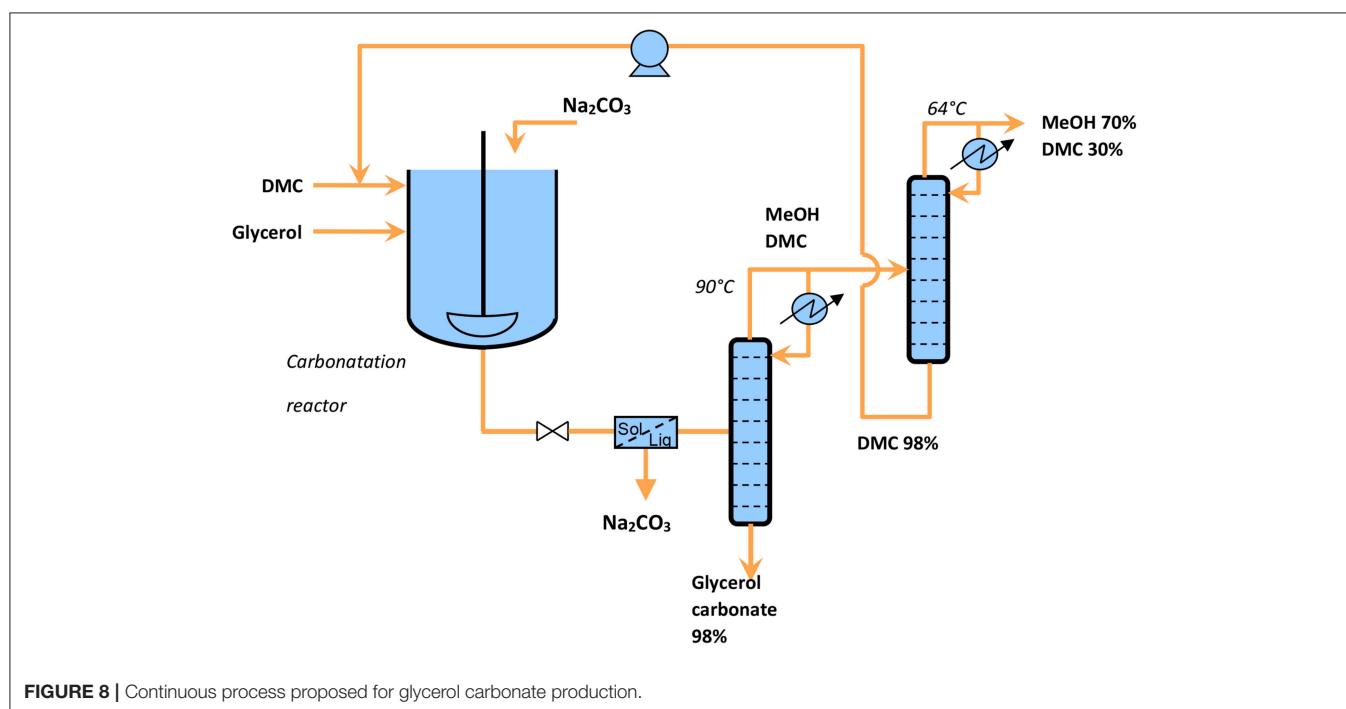 Na₂CO₃
64°C
MeOH 70%
DMC 30%
DMC
Glycerol
MeOH
DMC
90°C
Carbonatation
reactor
Sol
Liq
DMC 98%
Na₂CO₃
Glycerol
carbonate
98%
FIGURE 8 | Continuous process proposed for glycerol carbonate production.